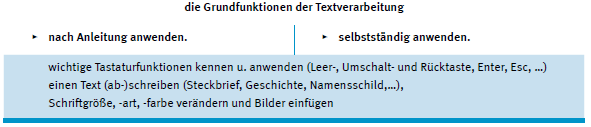 die Grundfunktionen der Textverarbeitung
► nach Anleitung anwenden. ► selbstständig anwenden.
wichtige Tastaturfunktionen kennen u. anwenden (Leer-, Umschalt- und Rücktaste, Enter, Esc, ...)
einen Text (ab-)schreiben (Steckbrief, Geschichte, Namensschild,...),
Schriftgröße, -art, -farbe verändern und Bilder einfügen